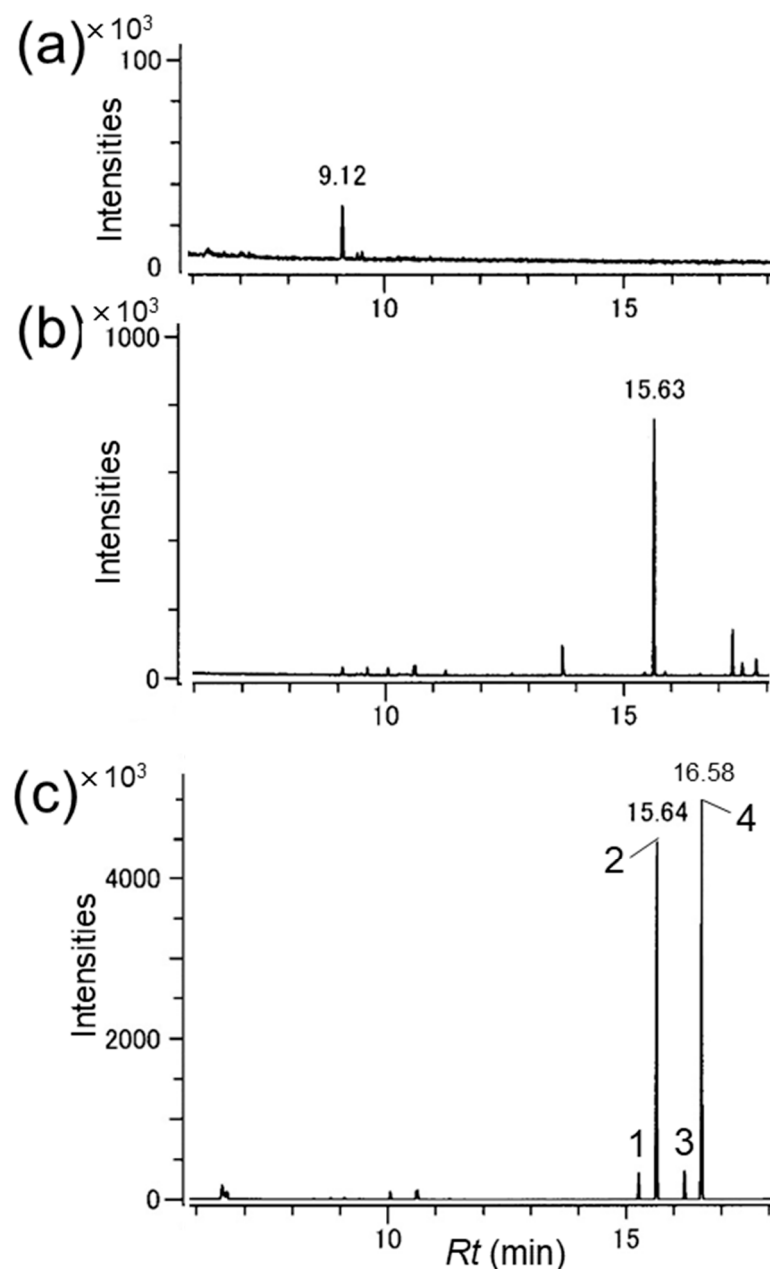 (a) ×10³
100
Intensities
9.12
0
10 15
(b) ×10³
1000
Intensities
15.63
0
10 15
(c) ×10³
16.58
15.64
4
2
4000
Intensities
2000
1 3
0
10 15
Rt (min)